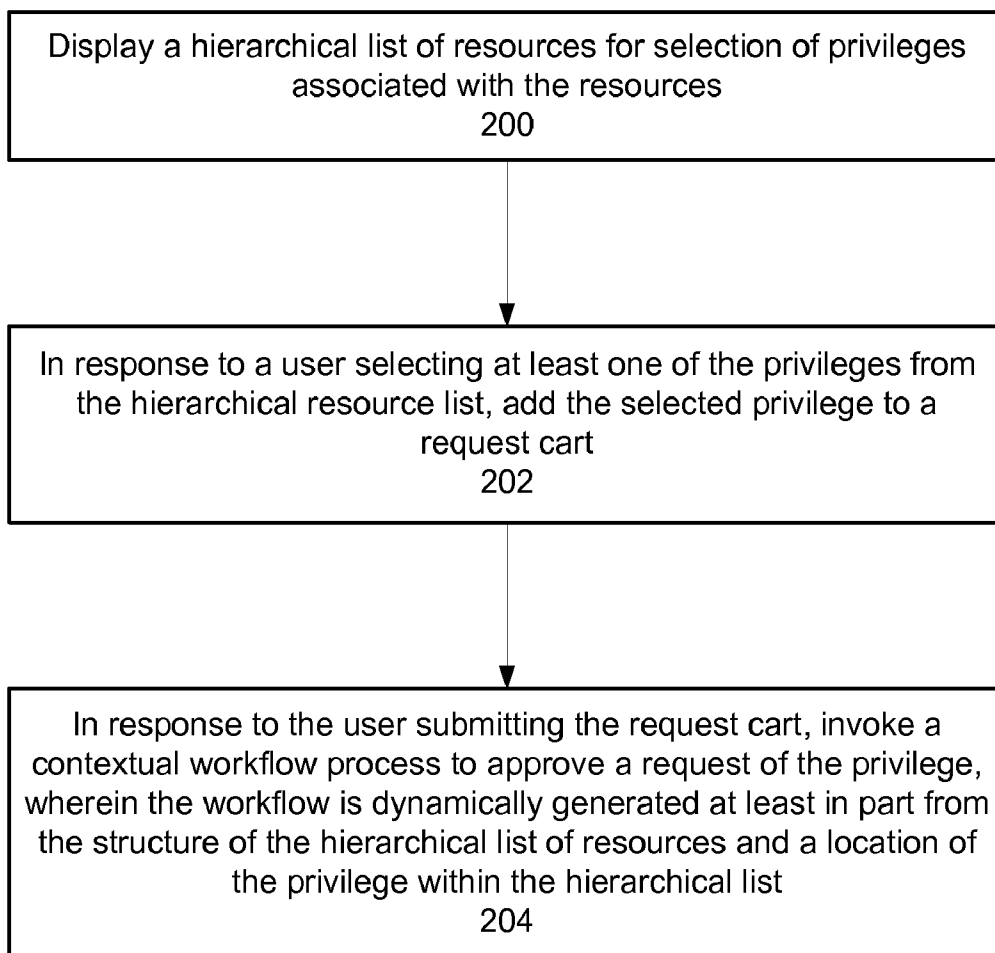 Display a hierarchical list of resources for selection of privileges
associated with the resources
200
In response to a user selecting at least one of the privileges from
the hierarchical resource list, add the selected privilege to a
request cart
202
In response to the user submitting the request cart, invoke a
contextual workflow process to approve a request of the privilege,
wherein the workflow is dynamically generated at least in part from
the structure of the hierarchical list of resources and a location of
the privilege within the hierarchical list
204